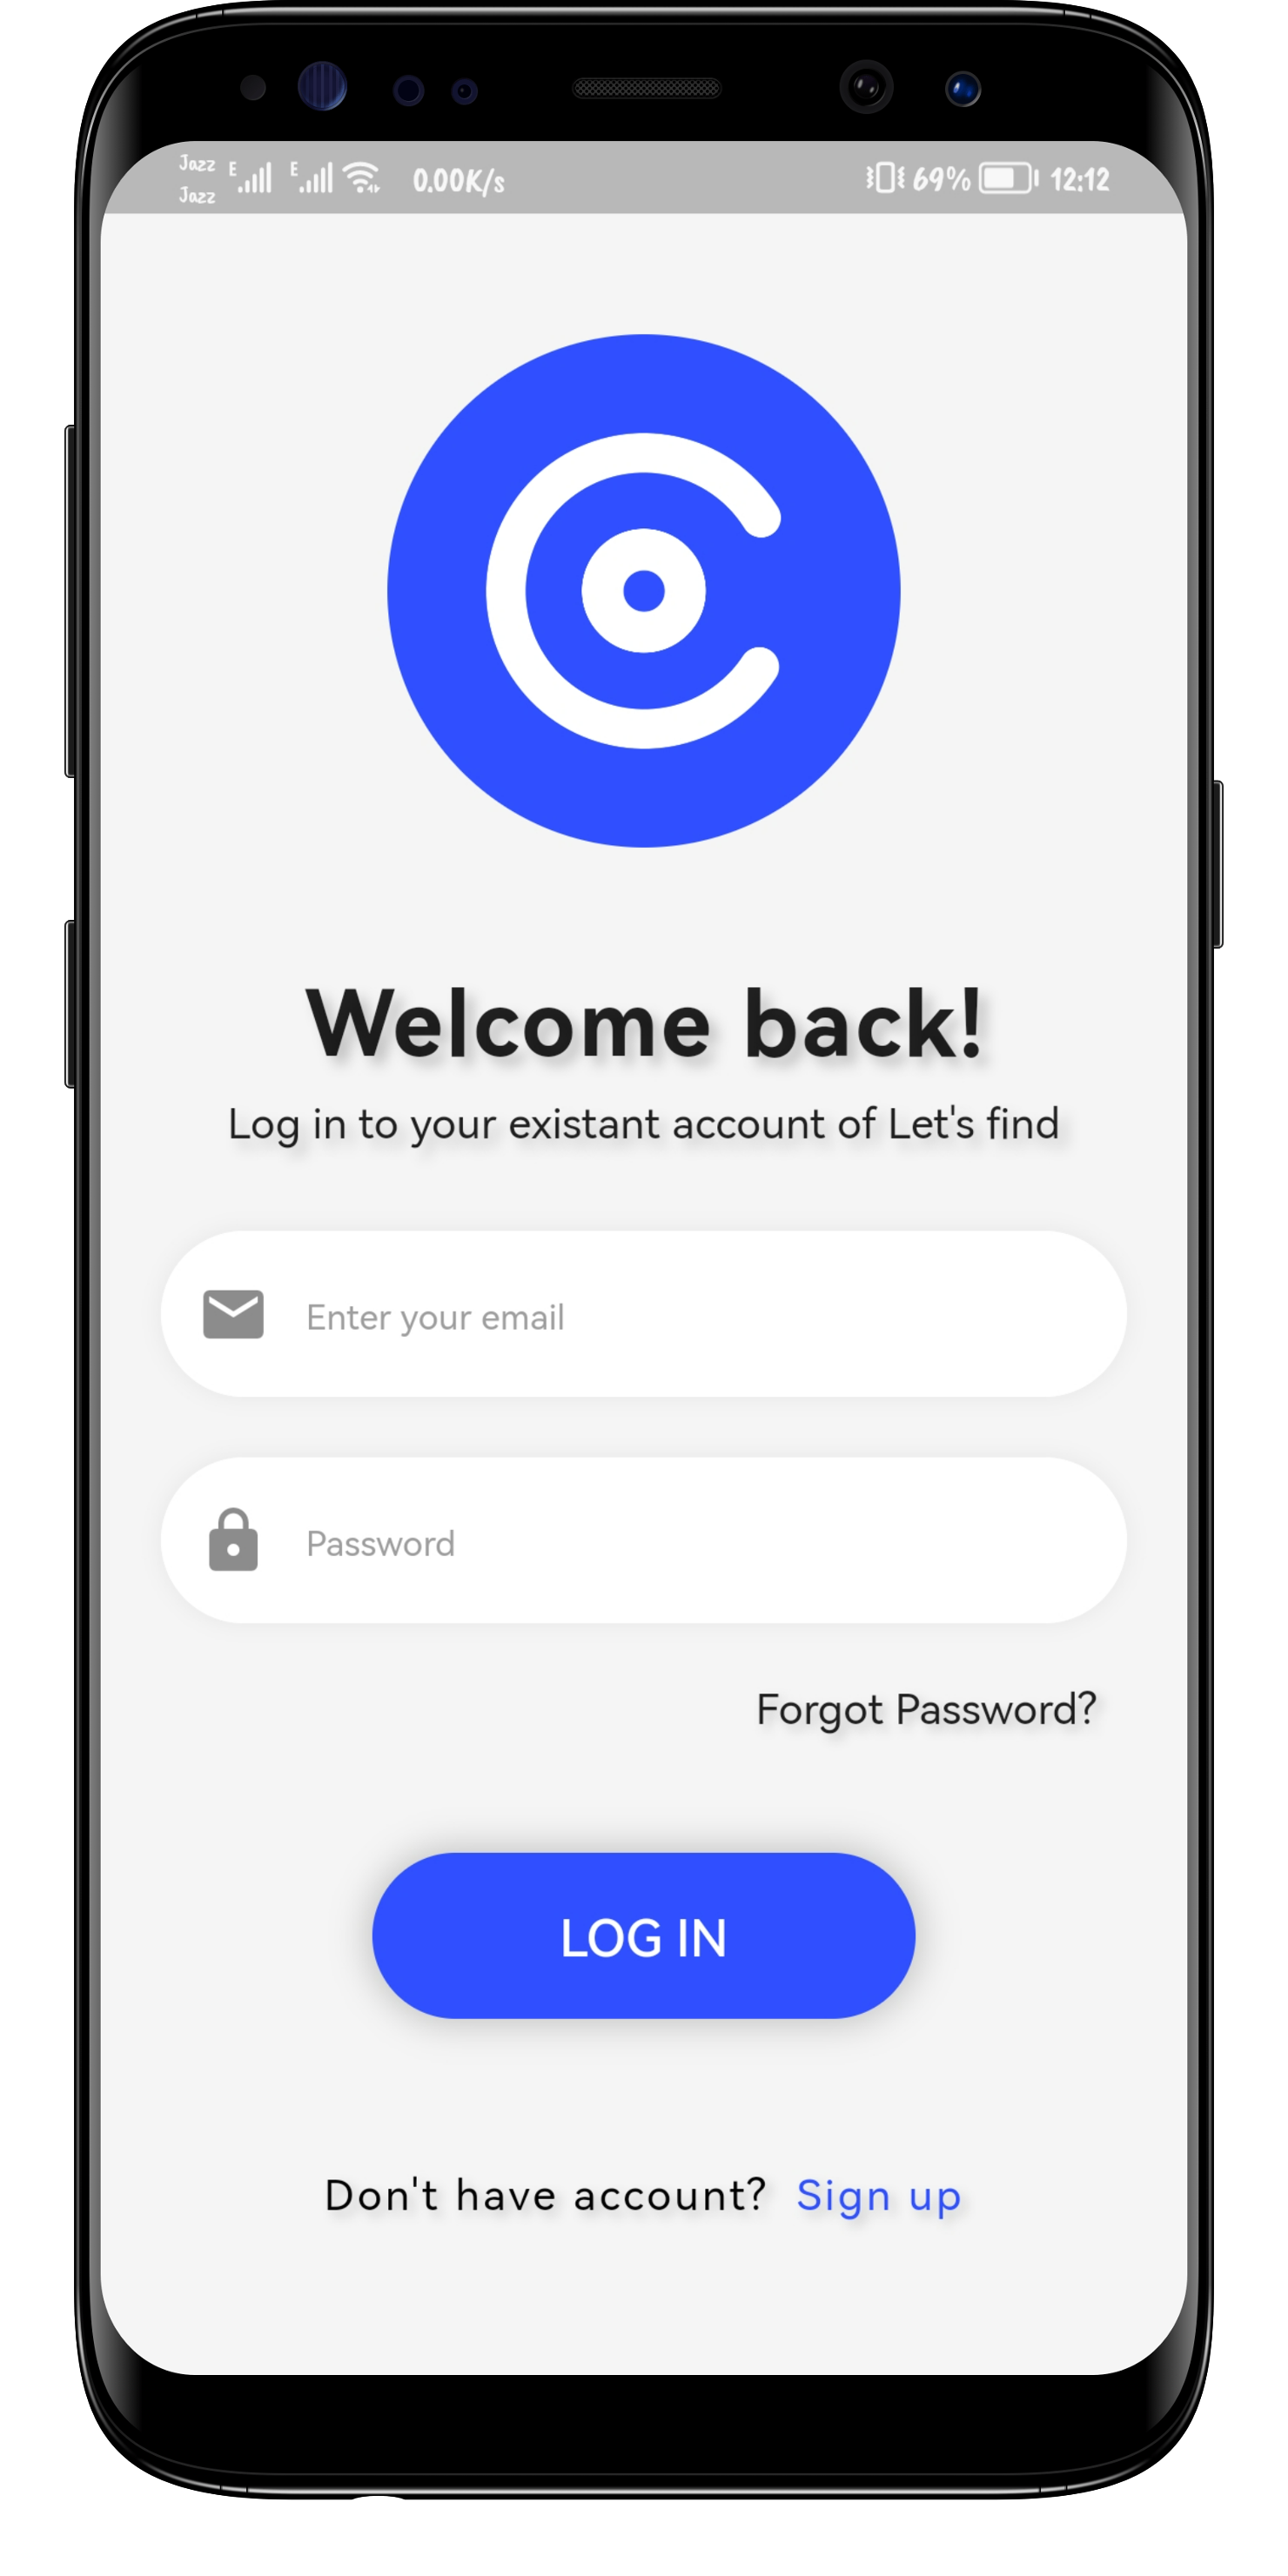 Jazz E E 0.00K/s 69% 12:12
Jazz
Welcome back!
Log in to your existant account of Let's find
Enter your email
Password
Forgot Password?
LOG IN
Don't have account? Sign up